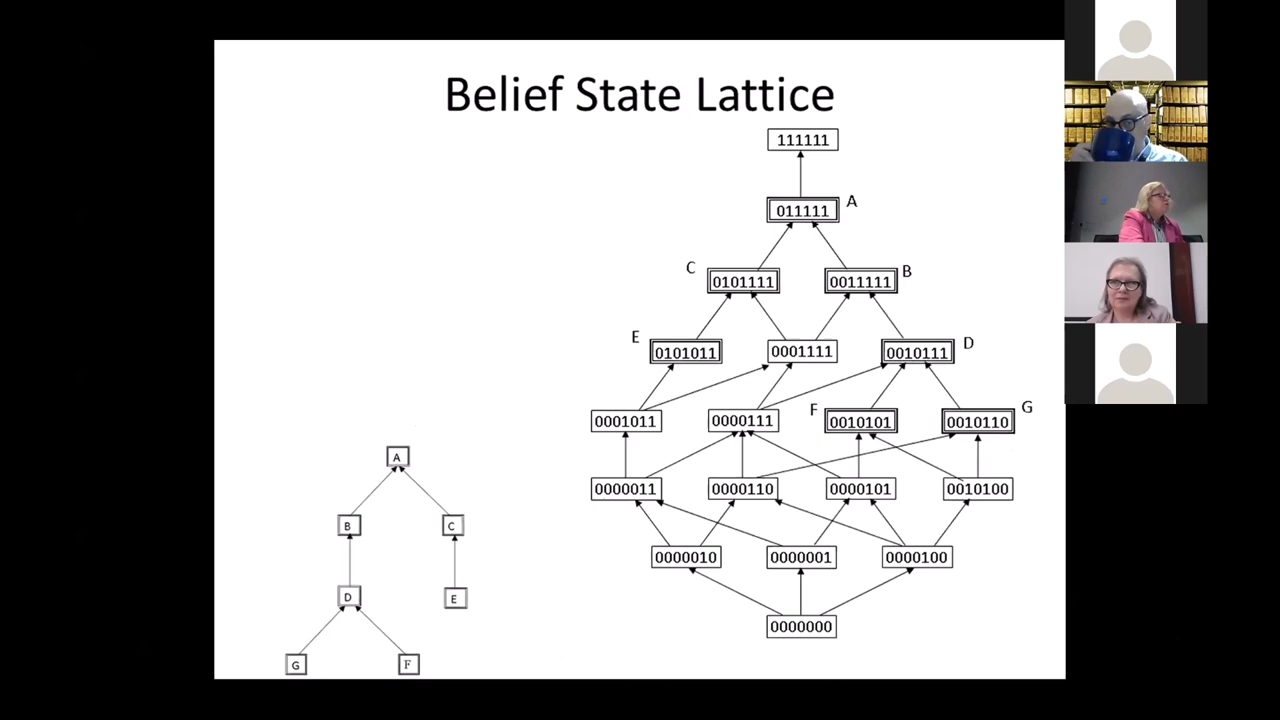 Belief State Lattice
111111
011111 A
C 0101111 0011111 B
E 0101011 0001111 0010111 D
0001011 0000111 F 0010101 0010110 G
0000011 0000110 0000101 0010100
0000010 0000001 0000100
0000000
A
B C
D E
G F